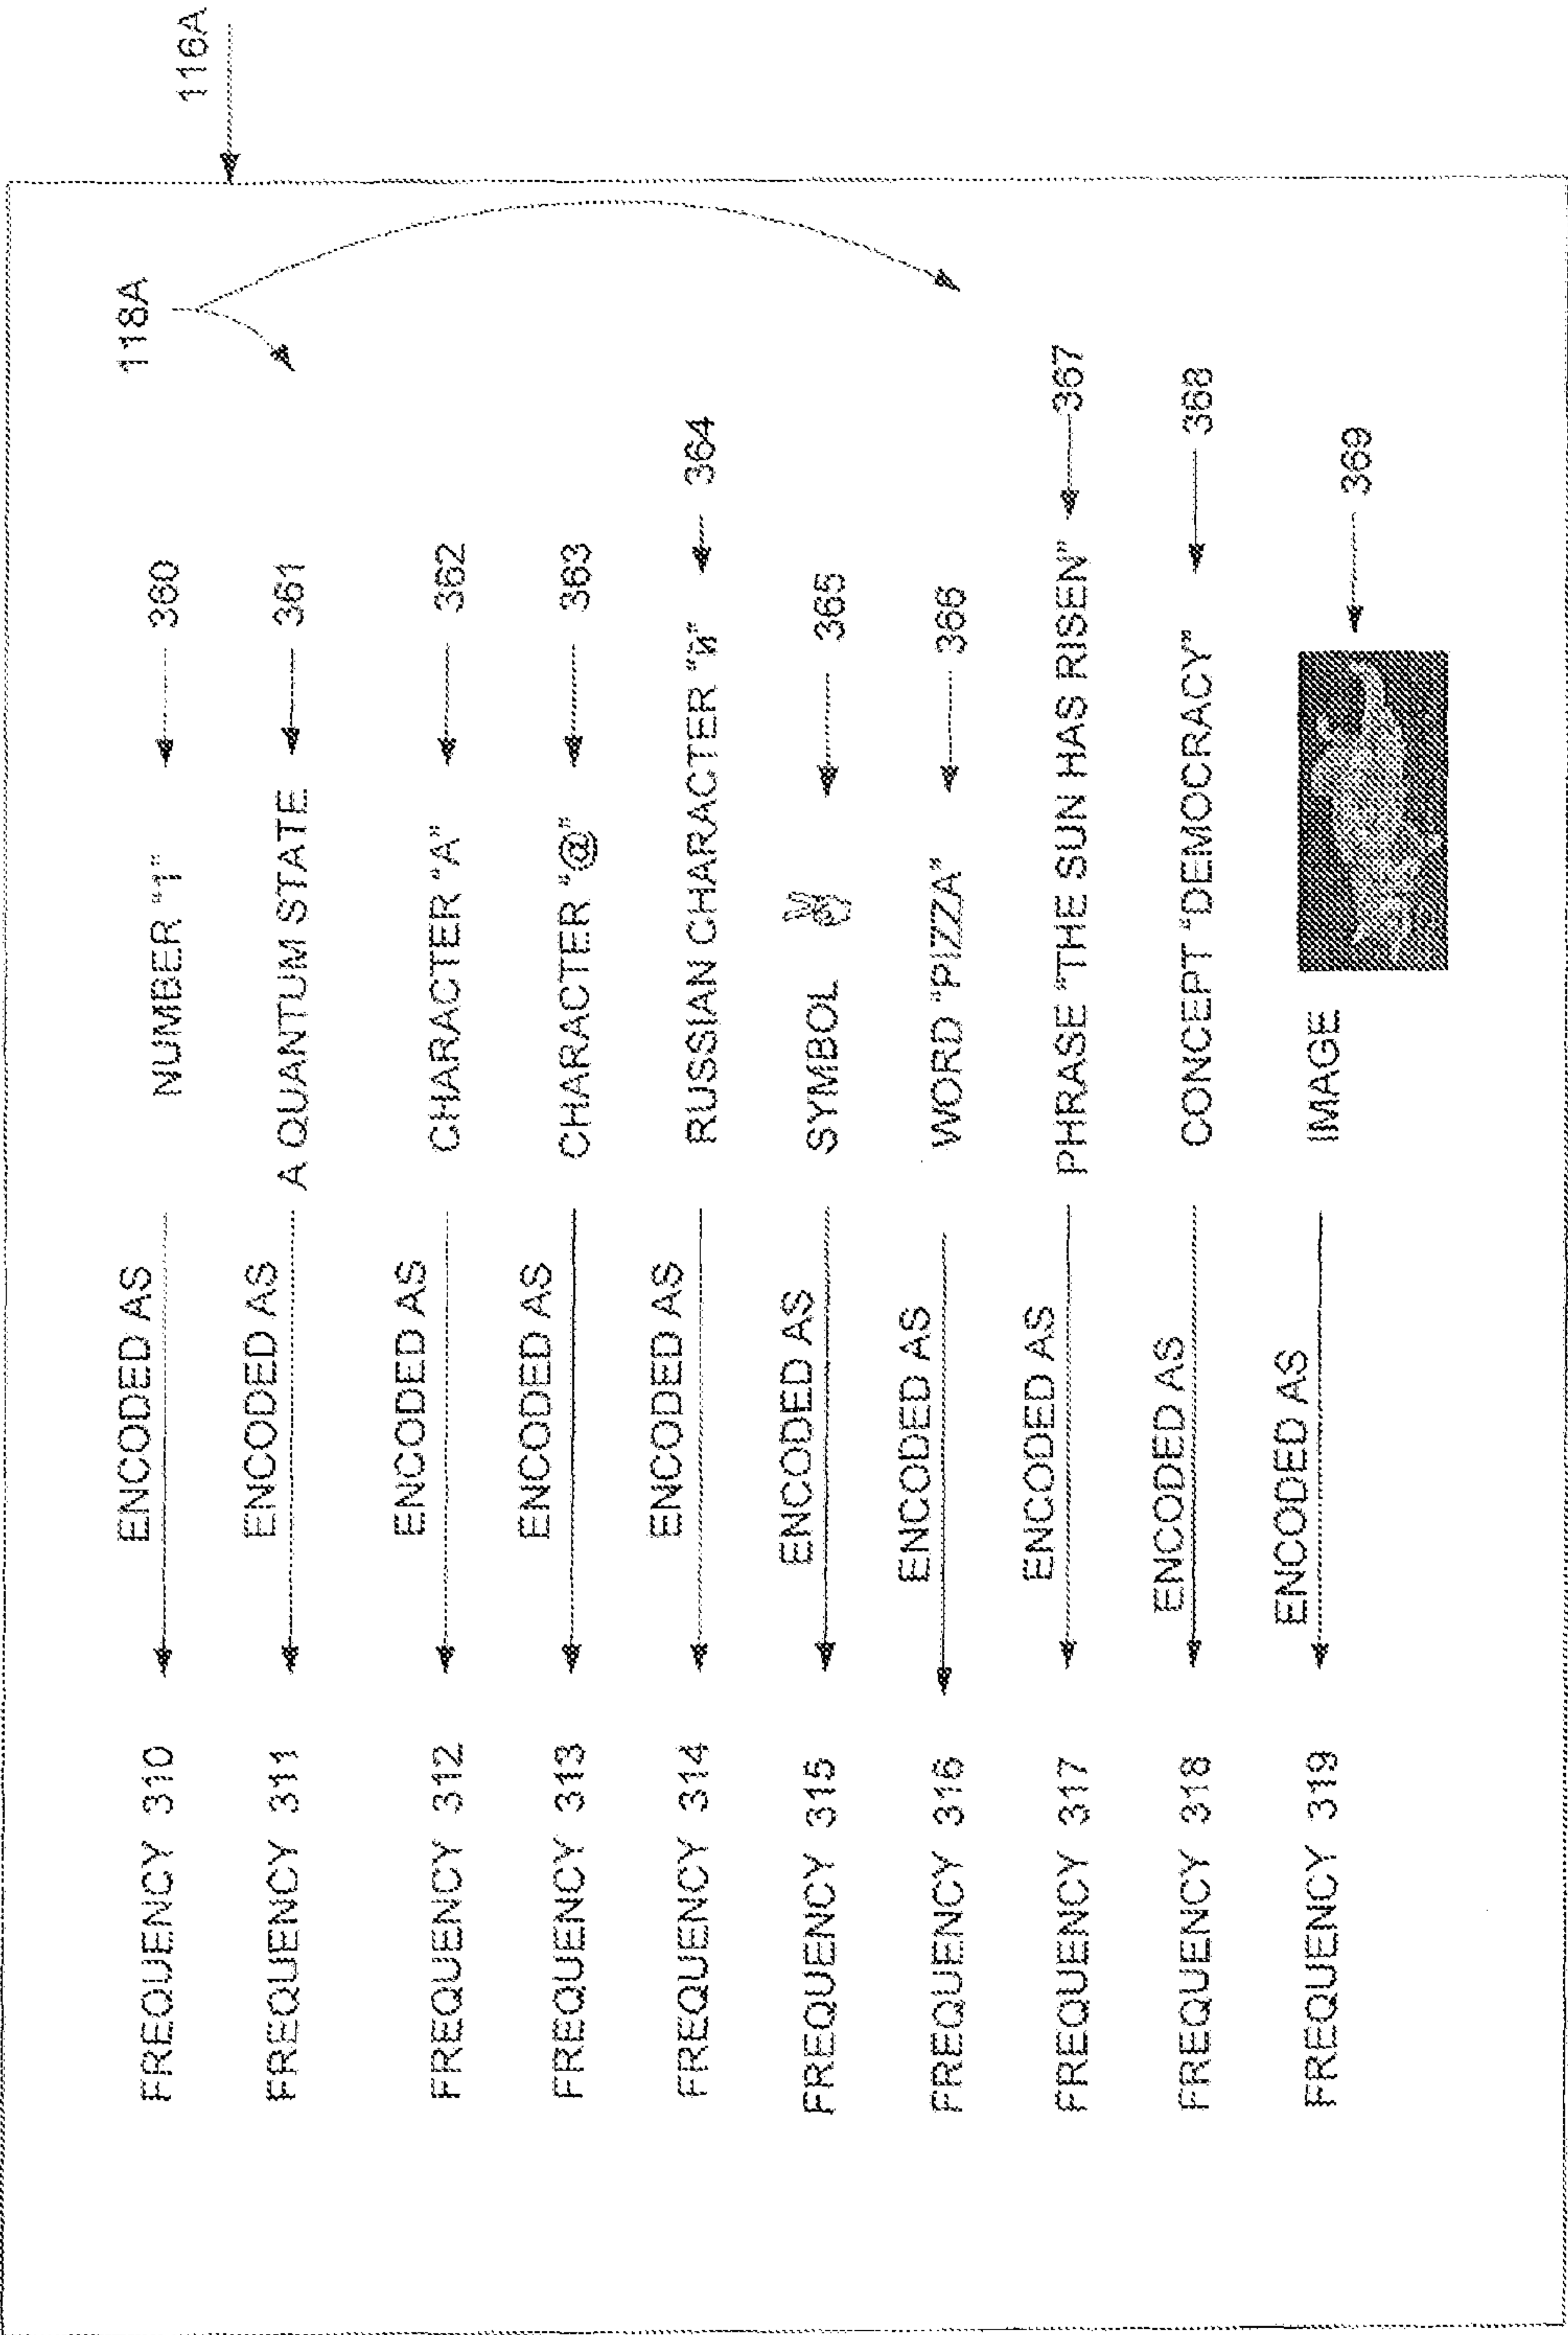 116A
118A
FREQUENCY 310 ENCODED AS NUMBER "1" 360
FREQUENCY 311 ENCODED AS A QUANTUM STATE 361
FREQUENCY 312 ENCODED AS CHARACTER "A" 362
FREQUENCY 313 ENCODED AS CHARACTER "@" 363
FREQUENCY 314 ENCODED AS RUSSIAN CHARACTER "И" 364
FREQUENCY 315 ENCODED AS SYMBOL 365
FREQUENCY 316 ENCODED AS WORD "PIZZA" 366
FREQUENCY 317 ENCODED AS PHRASE "THE SUN HAS RISEN" 367
FREQUENCY 318 ENCODED AS CONCEPT "DEMOCRACY" 368
FREQUENCY 319 ENCODED AS IMAGE 369